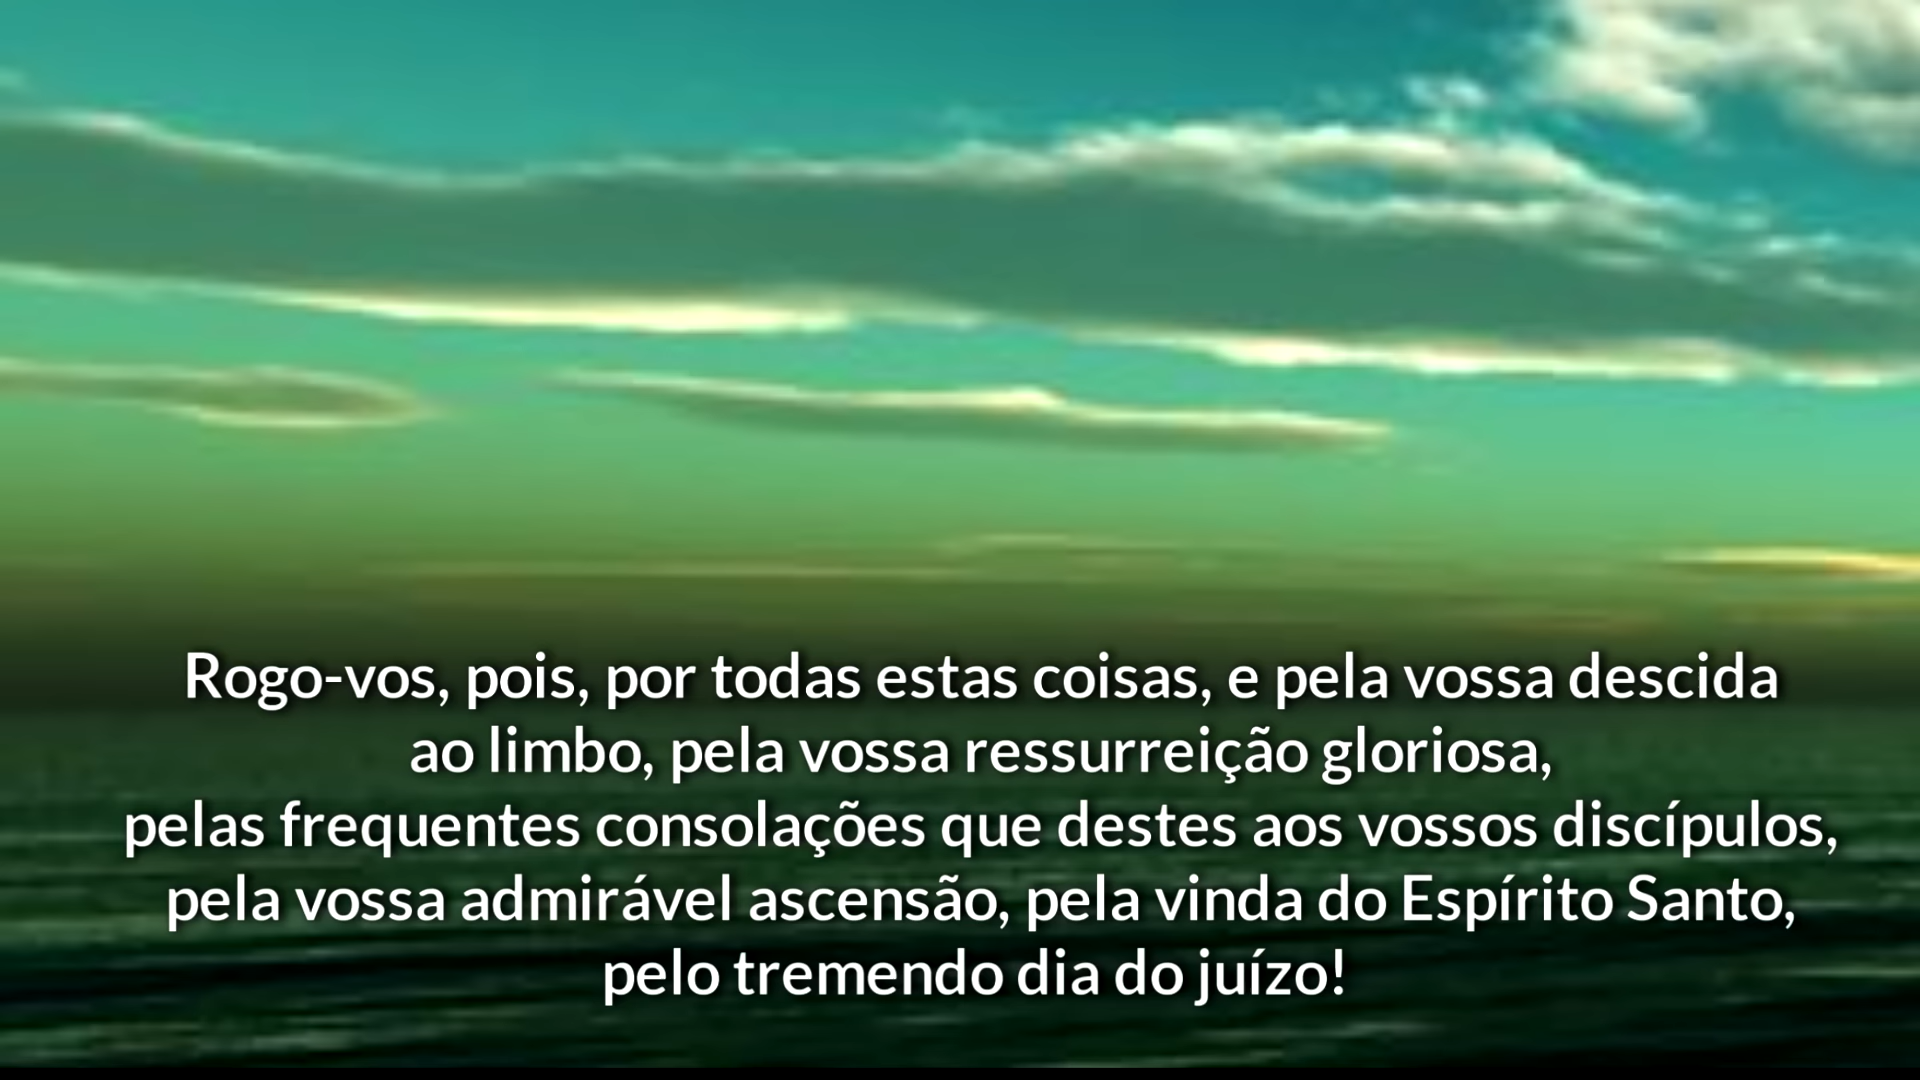 Rogo-vos, pois, por todas estas coisas, e pela vossa descida
ao limbo, pela vossa ressurreição gloriosa,
pelas frequentes consolações que destes aos vossos discípulos,
pela vossa admirável ascensão, pela vinda do Espírito Santo,
pelo tremendo dia do juízo!